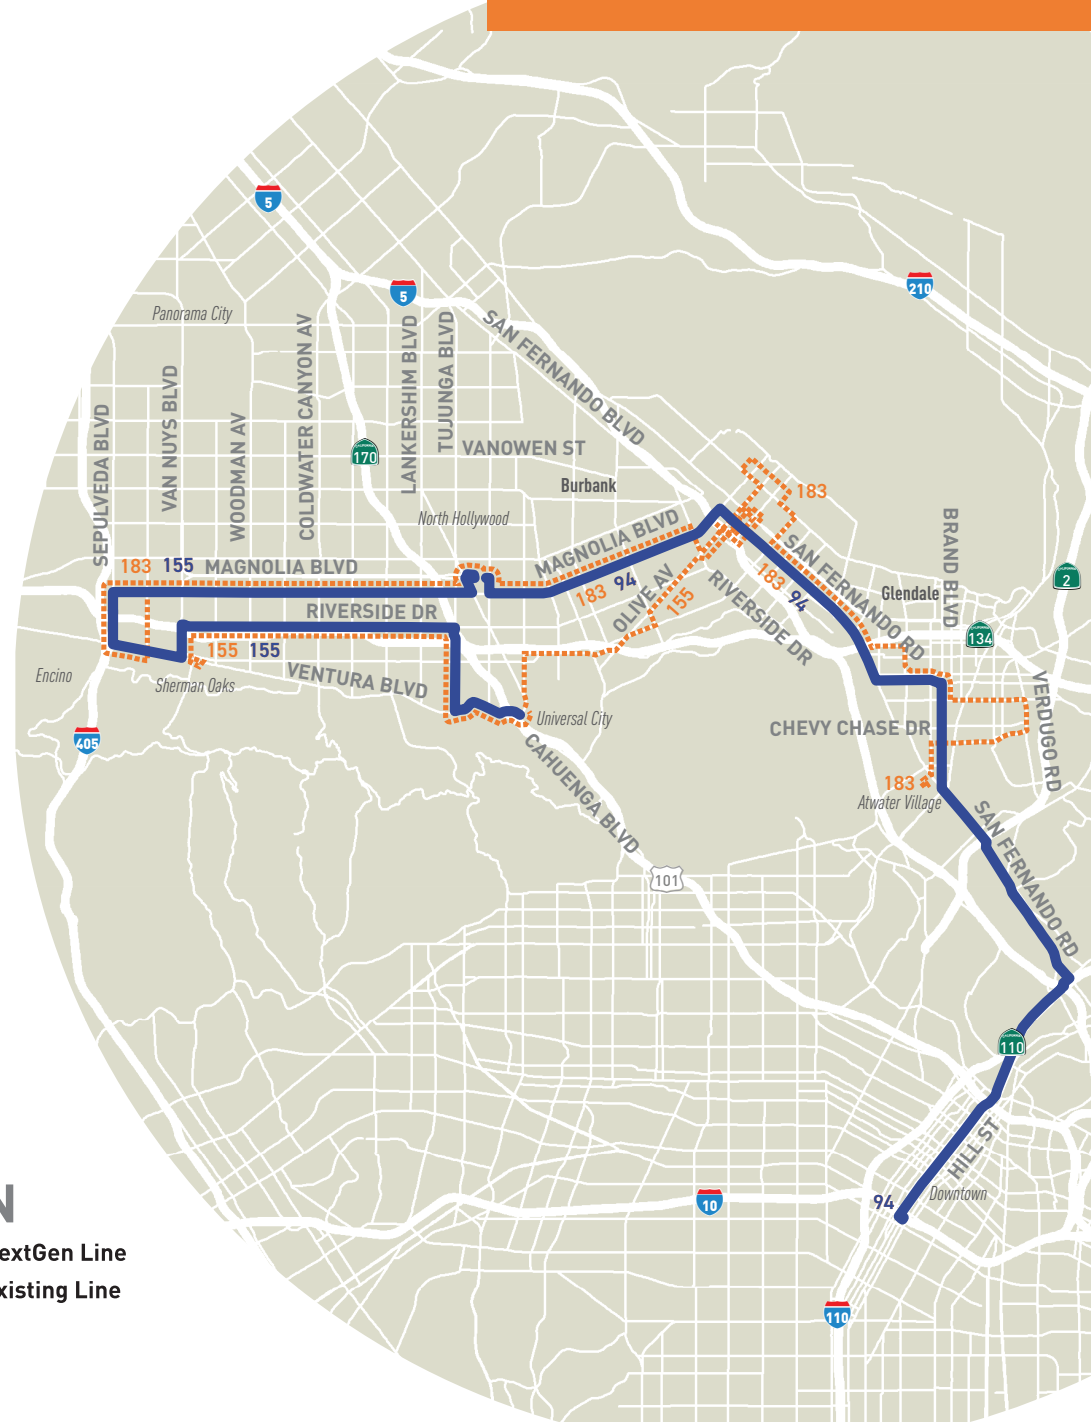 5
5
210
Panorama City
SAN FERNANDO BLVD
LANKERSHIM BLVD
TUJUNGA BLVD
COLDWATER CANYON AV
VAN NUYS BLVD
WOODMAN AV
SEPULVEDA BLVD
CALIFORNIA
170
VANOWEN ST
Burbank
183
North Hollywood
MAGNOLIA BLVD
BRAND BLVD
SAN FERNANDO RD
183 155 MAGNOLIA BLVD
183 94
OLIVE AV
155
RIVERSIDE DR
183 94
Glendale
2
134
RIVERSIDE DR
155 155
Encino
Sherman Oaks
VENTURA BLVD
Universal City
VERDUGO RD
CHEVY CHASE DR
405
CAHUENGA BLVD
183
Atwater Village
SAN FERNANDO RD
101
110
HILL ST
94
Downtown
10
N
extGen Line
xisting Line
110